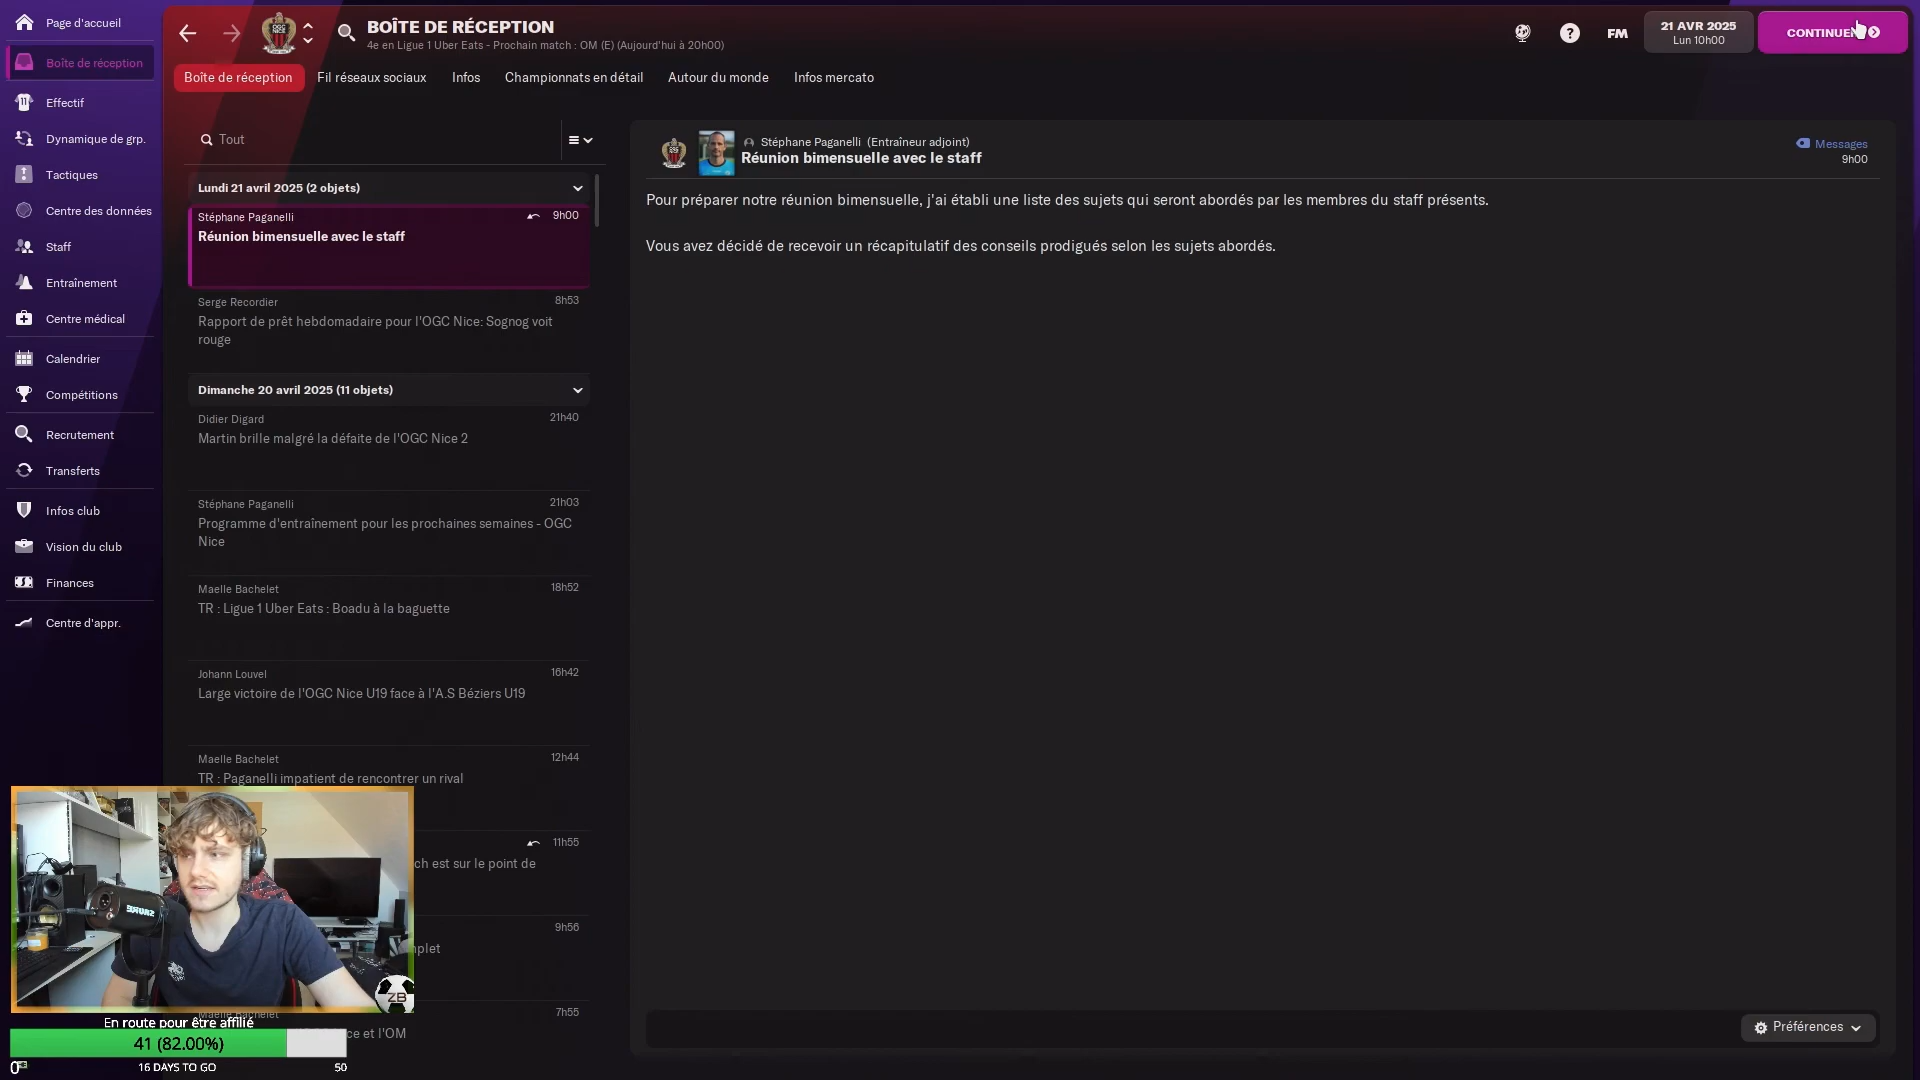 Page d'accueil
Boîte de réception
Effectif
Dynamique de grp.
Tactiques
Centre des données
Staff
Entraînement
Centre médical
Calendrier
Compétitions
Recrutement
Transferts
Infos club
Vision du club
Finances
Centre d'appr.
BOÎTE DE RÉCEPTION
4e en Ligue 1 Uber Eats - Prochain match : OM (E) (Aujourd'hui à 20h00)
FM
21 AVR 2025
Lun 10h00
CONTINUE
Boîte de réception Fil réseaux sociaux Infos Championnats en détail Autour du monde Infos mercato
Tout
Lundi 21 avril 2025 (2 objets)
Stéphane Paganelli 9h00
Réunion bimensuelle avec le staff
Serge Recordier 8h53
Rapport de prêt hebdomadaire pour l'OGC Nice: Sognog voit
rouge
Dimanche 20 avril 2025 (11 objets)
Didier Digard 21h40
Martin brille malgré la défaite de l'OGC Nice 2
Stéphane Paganelli 21h03
Programme d'entraînement pour les prochaines semaines - OGC
Nice
Maelle Bachelet 18h52
TR : Ligue 1 Uber Eats : Boadu à la baguette
Johann Louvel 16h42
Large victoire de l'OGC Nice U19 face à l'A.S Béziers U19
Maelle Bachelet 12h44
TR : Paganelli impatient de rencontrer un rival
11h55
ch est sur le point de
9h56
nplet
Maelle Bachelet 7h55
ce et l'OM
Stéphane Paganelli (Entraîneur adjoint)
Réunion bimensuelle avec le staff
Messages
9h00
Pour préparer notre réunion bimensuelle, j'ai établi une liste des sujets qui seront abordés par les membres du staff présents.
Vous avez décidé de recevoir un récapitulatif des conseils prodigués selon les sujets abordés.
Préférences
ZB
En route pour être affilié
41 (82.00%)
0 16 DAYS TO GO 50